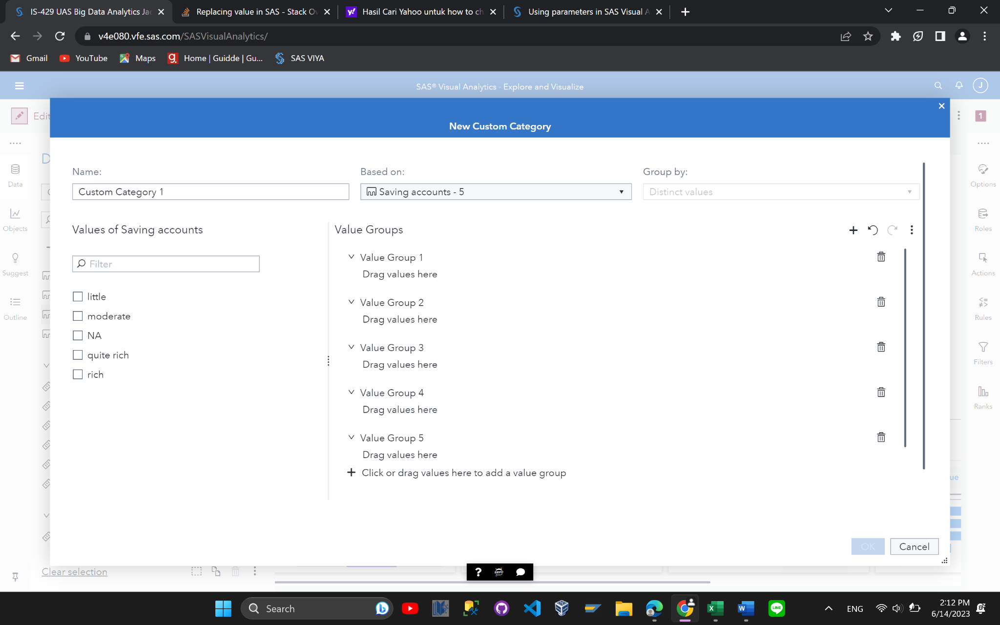 IS-429 UAS Big Data Analytics Jac
Replacing value in SAS - Stack Ov
Hasil Cari Yahoo untuk how to ch
Using parameters in SAS Visual A
v4e080.vfe.sas.com/SASVisualAnalytics/
Gmail
YouTube
Maps
Home | Guidde | Gu...
SAS VIYA
SAS® Visual Analytics - Explore and Visualize
J
Edit
New Custom Category
1
Data
Objects
Suggest
Outline
D
Name:
Custom Category 1
Based on:
Saving accounts - 5
Group by:
Distinct values
Values of Saving accounts
Filter
little
moderate
NA
quite rich
rich
Value Groups
Value Group 1
Drag values here
Value Group 2
Drag values here
Value Group 3
Drag values here
Value Group 4
Drag values here
Value Group 5
Drag values here
Click or drag values here to add a value group
OK
Cancel
Options
Roles
Actions
Rules
Filters
Ranks
ue
Clear selection
?
jupyter
Search
LINE
ENG
2:12 PM
6/14/2023